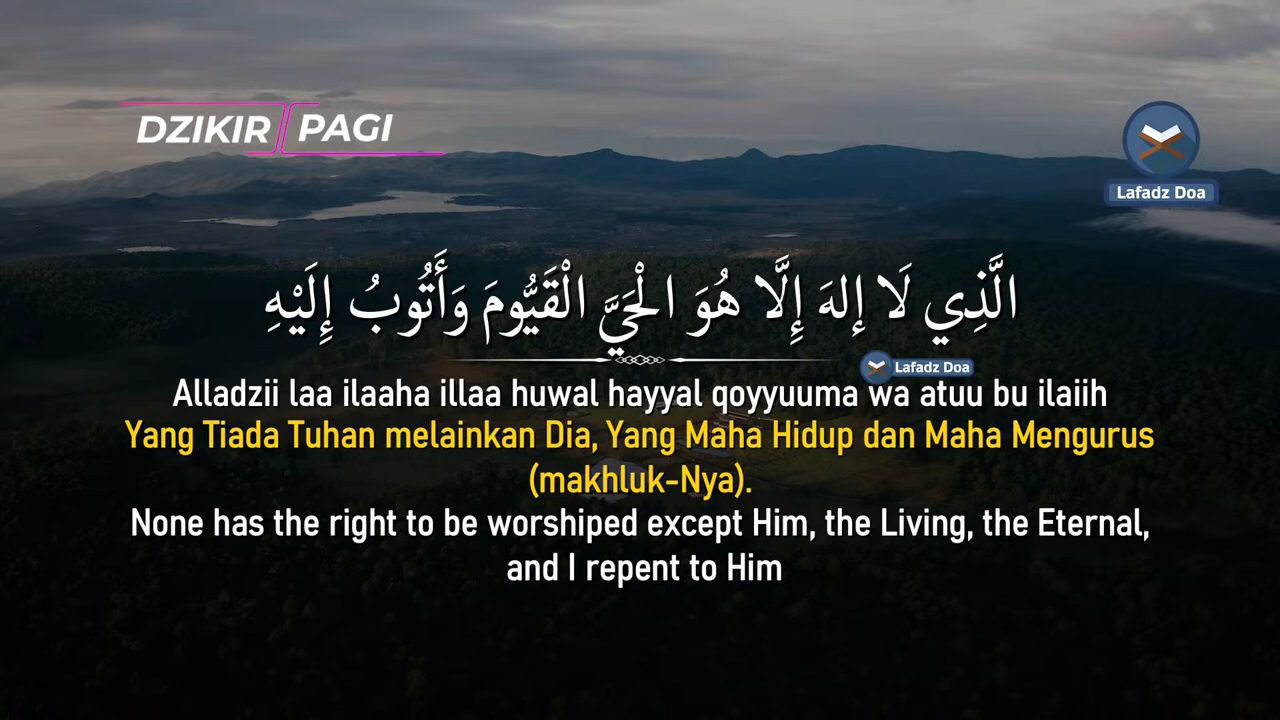 DZIKIR PAGI
Lafadz Doa
الَّذِي لَا إِلهَ إِلَّا هُوَ الْحَيَّ الْقَيُّومَ وَأَتُوبُ إِلَيْهِ
Lafadz Doa
Alladzii laa ilaaha illaa huwal hayyal qoyyuuma wa atuu bu ilaiih
Yang Tiada Tuhan melainkan Dia, Yang Maha Hidup dan Maha Mengurus
(makhluk-Nya).
None has the right to be worshiped except Him, the Living, the Eternal,
and I repent to Him